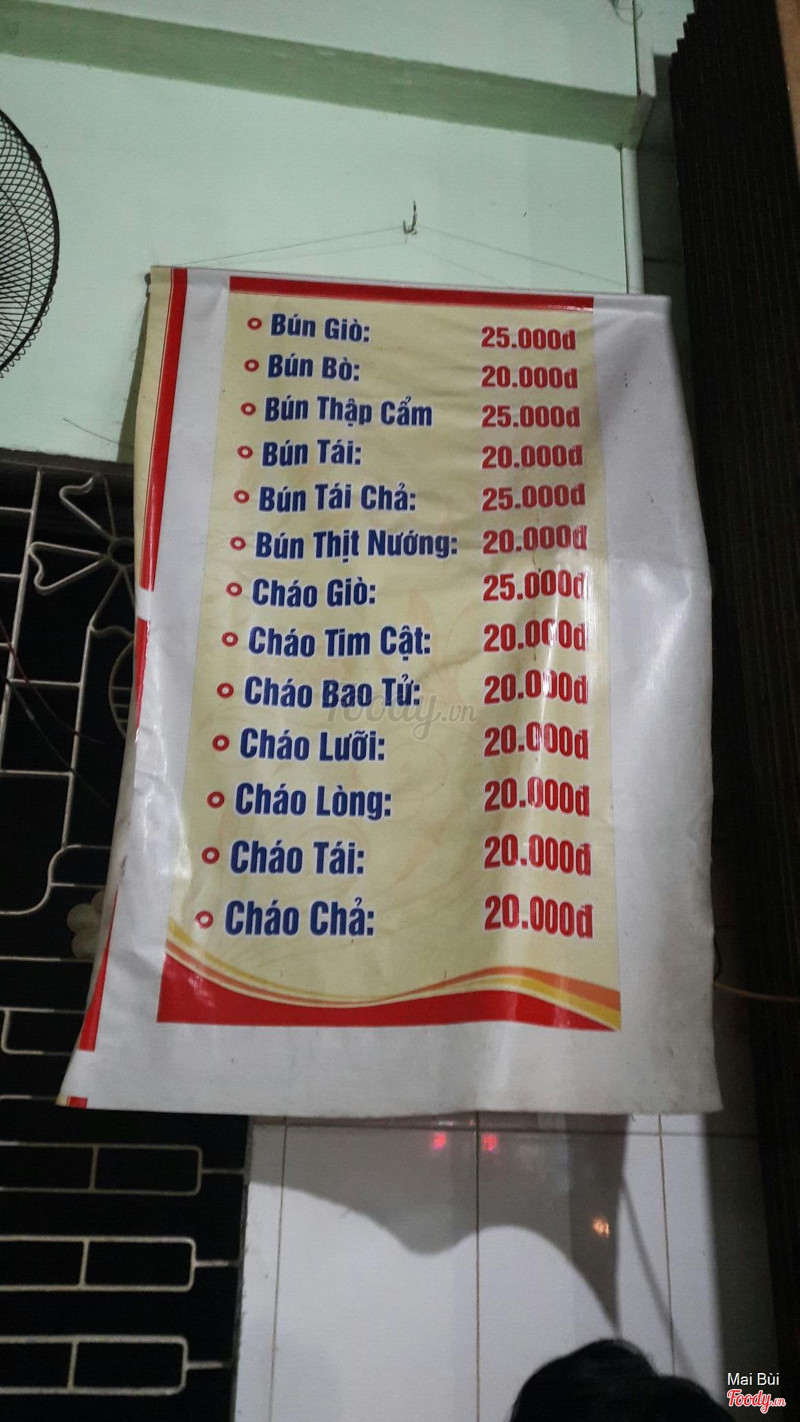 Bún Giò: 25.000đ
Bún Bò: 20.000đ
Bún Thập Cẩm 25.000đ
Bún Tái: 20.000đ
Bún Tái Chả: 25.000đ
Bún Thịt Nướng: 20.000đ
Cháo Giò: 25.000đ
Cháo Tim Cật: 20.000đ
Cháo Bao Tử: 20.000đ
Foody.vn
Cháo Lưỡi: 20.000đ
Cháo Lòng: 20.000đ
Cháo Tái: 20.000đ
Cháo Chả: 20.000đ
Mai Bùi
Foody.vn